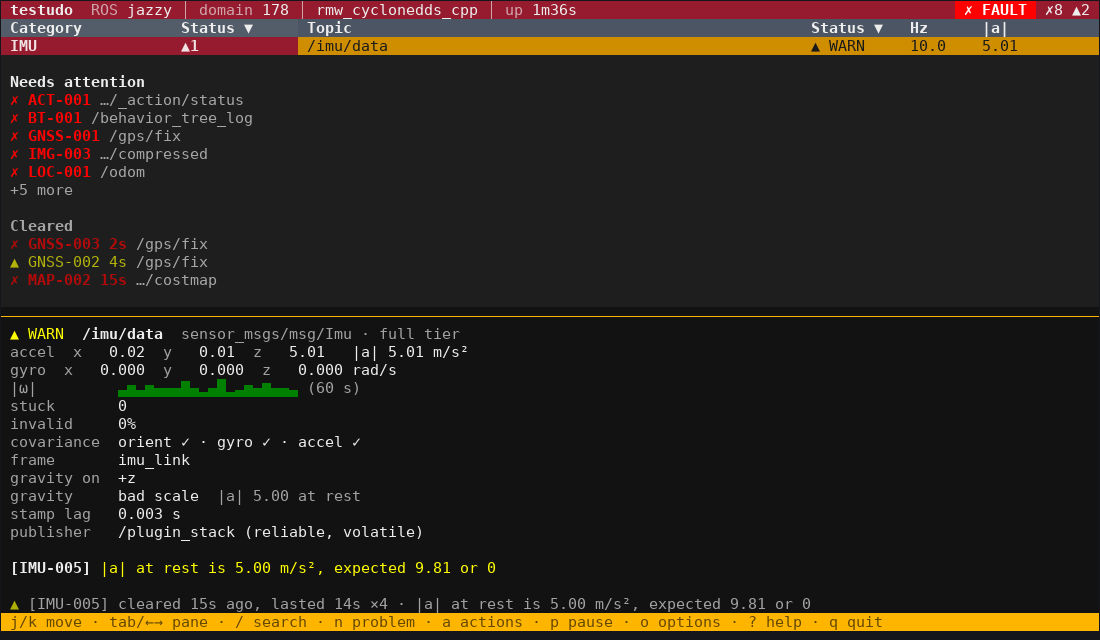 testudo ROS jazzy │ domain 178 │ rmw_cyclonedds_cpp │ up 1m36s ✗ FAULT ✗8 ▲2
Category Status ▼ Topic Status ▼ Hz |a|
IMU ▲1 /imu/data ▲ WARN 10.0 5.01
Needs attention
✗ ACT-001 …/_action/status
✗ BT-001 /behavior_tree_log
✗ GNSS-001 /gps/fix
✗ IMG-003 …/compressed
✗ LOC-001 /odom
+5 more
Cleared
✗ GNSS-003 2s /gps/fix
▲ GNSS-002 4s /gps/fix
✗ MAP-002 15s …/costmap
▲ WARN /imu/data sensor_msgs/msg/Imu · full tier
accel x 0.02 y 0.01 z 5.01 |a| 5.01 m/s²
gyro x 0.000 y 0.000 z 0.000 rad/s
|ω| (60 s)
stuck 0
invalid 0%
covariance orient ✓ · gyro ✓ · accel ✓
frame imu_link
gravity on +z
gravity bad scale |a| 5.00 at rest
stamp lag 0.003 s
publisher /plugin_stack (reliable, volatile)
[IMU-005] |a| at rest is 5.00 m/s², expected 9.81 or 0
▲ [IMU-005] cleared 15s ago, lasted 14s ×4 · |a| at rest is 5.00 m/s², expected 9.81 or 0
j/k move · tab/←→ pane · / search · n problem · a actions · p pause · o options · ? help · q quit